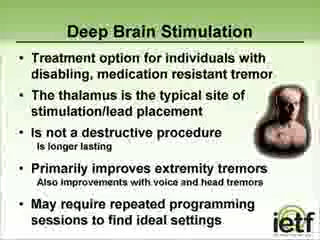 Deep Brain Stimulation
• Treatment option for individuals with
disabling, medication resistant tremor
• The thalamus is the typical site of
stimulation/lead placement
• Is not a destructive procedure
Is longer lasting
• Primarily improves extremity tremors
Also improvements with voice and head tremors
• May require repeated programming
sessions to find ideal settings
ietf